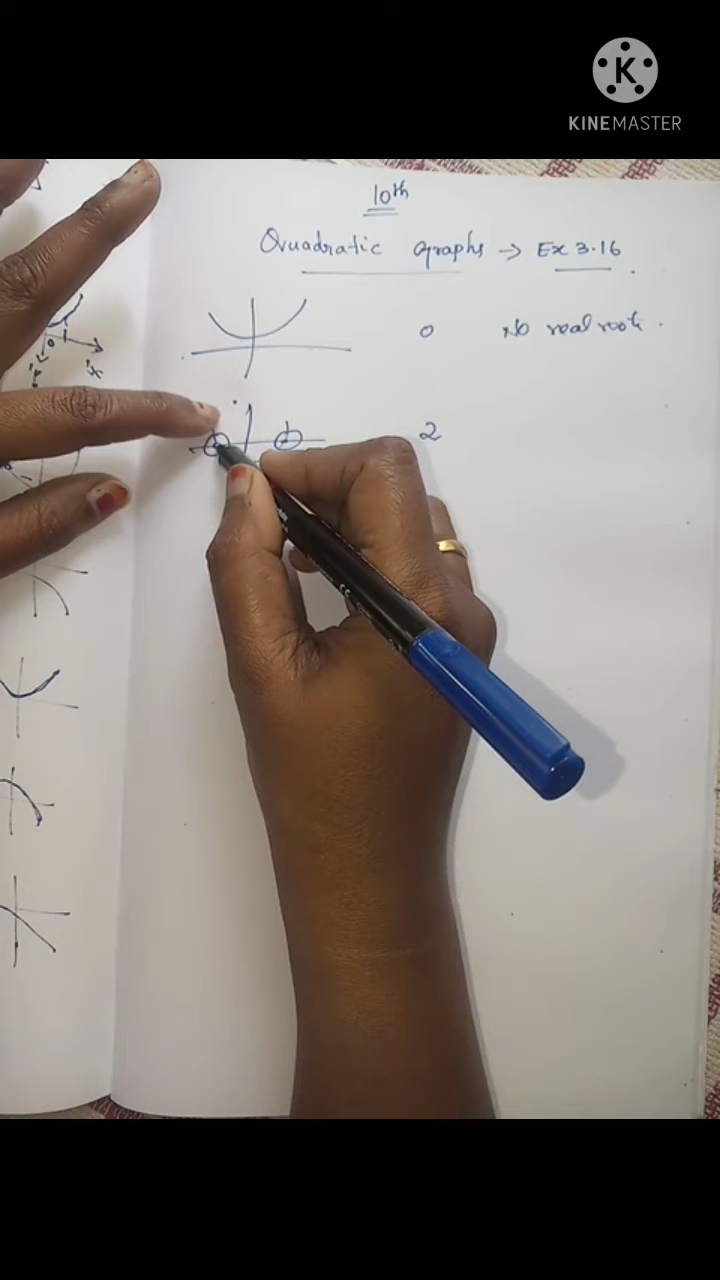 KINEMASTER
10th
Quadratic Graphs → Ex 3.16
0 No real roots.
2